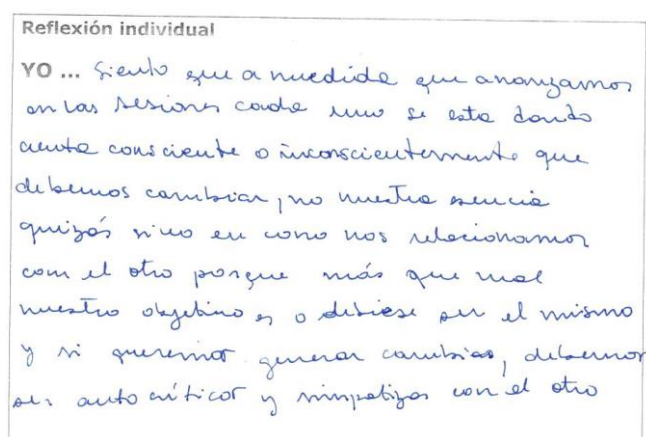 Reflexión individual
YO ... Siento que a medida que avanzamos
en las sesiones cada uno se esta dando
cuenta consciente o inconscientemente que
debemos cambiar, no nuestra esencia
quizás sino en como nos relacionamos
con el otro porque más que mal
nuestro objetivo es o debiese ser el mismo
y si queremos generar cambios, debemos
ser autocríticos y simpatizar con el otro